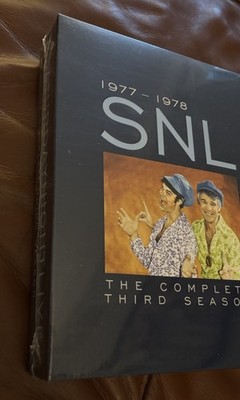 1977 – 1978
SNL
THE COMPLET
THIRD SEASO